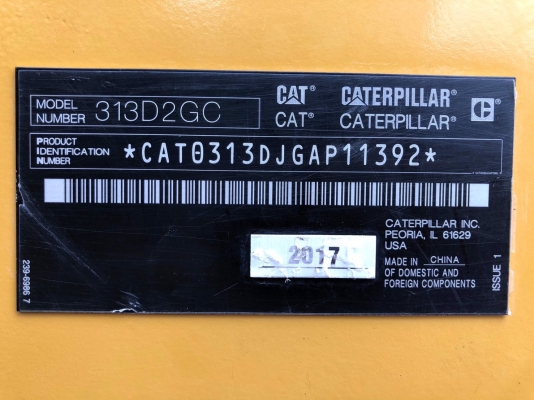 MODEL NUMBER 313D2GC
CAT® CATERPILLAR®
CAT® CATERPILLAR®
PRODUCT
IDENTIFICATION
NUMBER
*CAT0313DJGAP11392*
CATERPILLAR INC.
PEORIA, IL 61629
USA
2017
MADE IN CHINA
OF DOMESTIC AND
FOREIGN COMPONENTS
239-6986 7
ISSUE 1